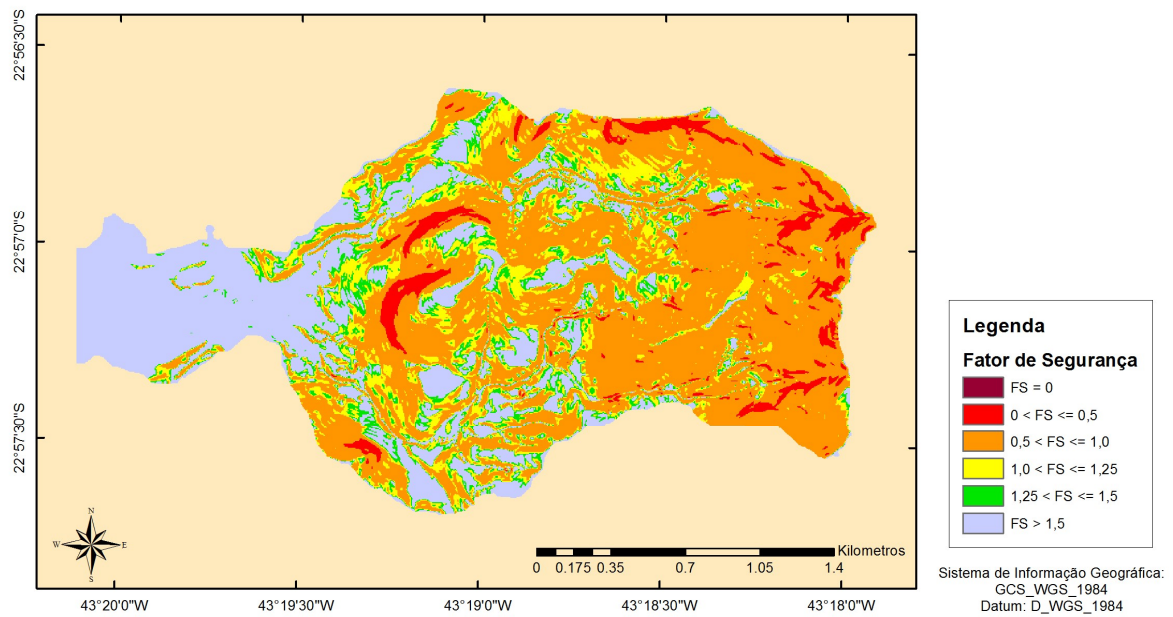 22°56'30"S
22°57'0"S
22°57'30"S
N
W
E
S
Kilometros
0 0.175 0.35 0.7 1.05 1.4
43°20'0"W 43°19'30"W 43°19'0"W 43°18'30"W 43°18'0"W
Legenda
Fator de Segurança
FS = 0
0 < FS <= 0,5
0,5 < FS <= 1,0
1,0 < FS <= 1,25
1,25 < FS <= 1,5
FS > 1,5
Sistema de Informação Geográfica:
GCS_WGS_1984
Datum: D_WGS_1984